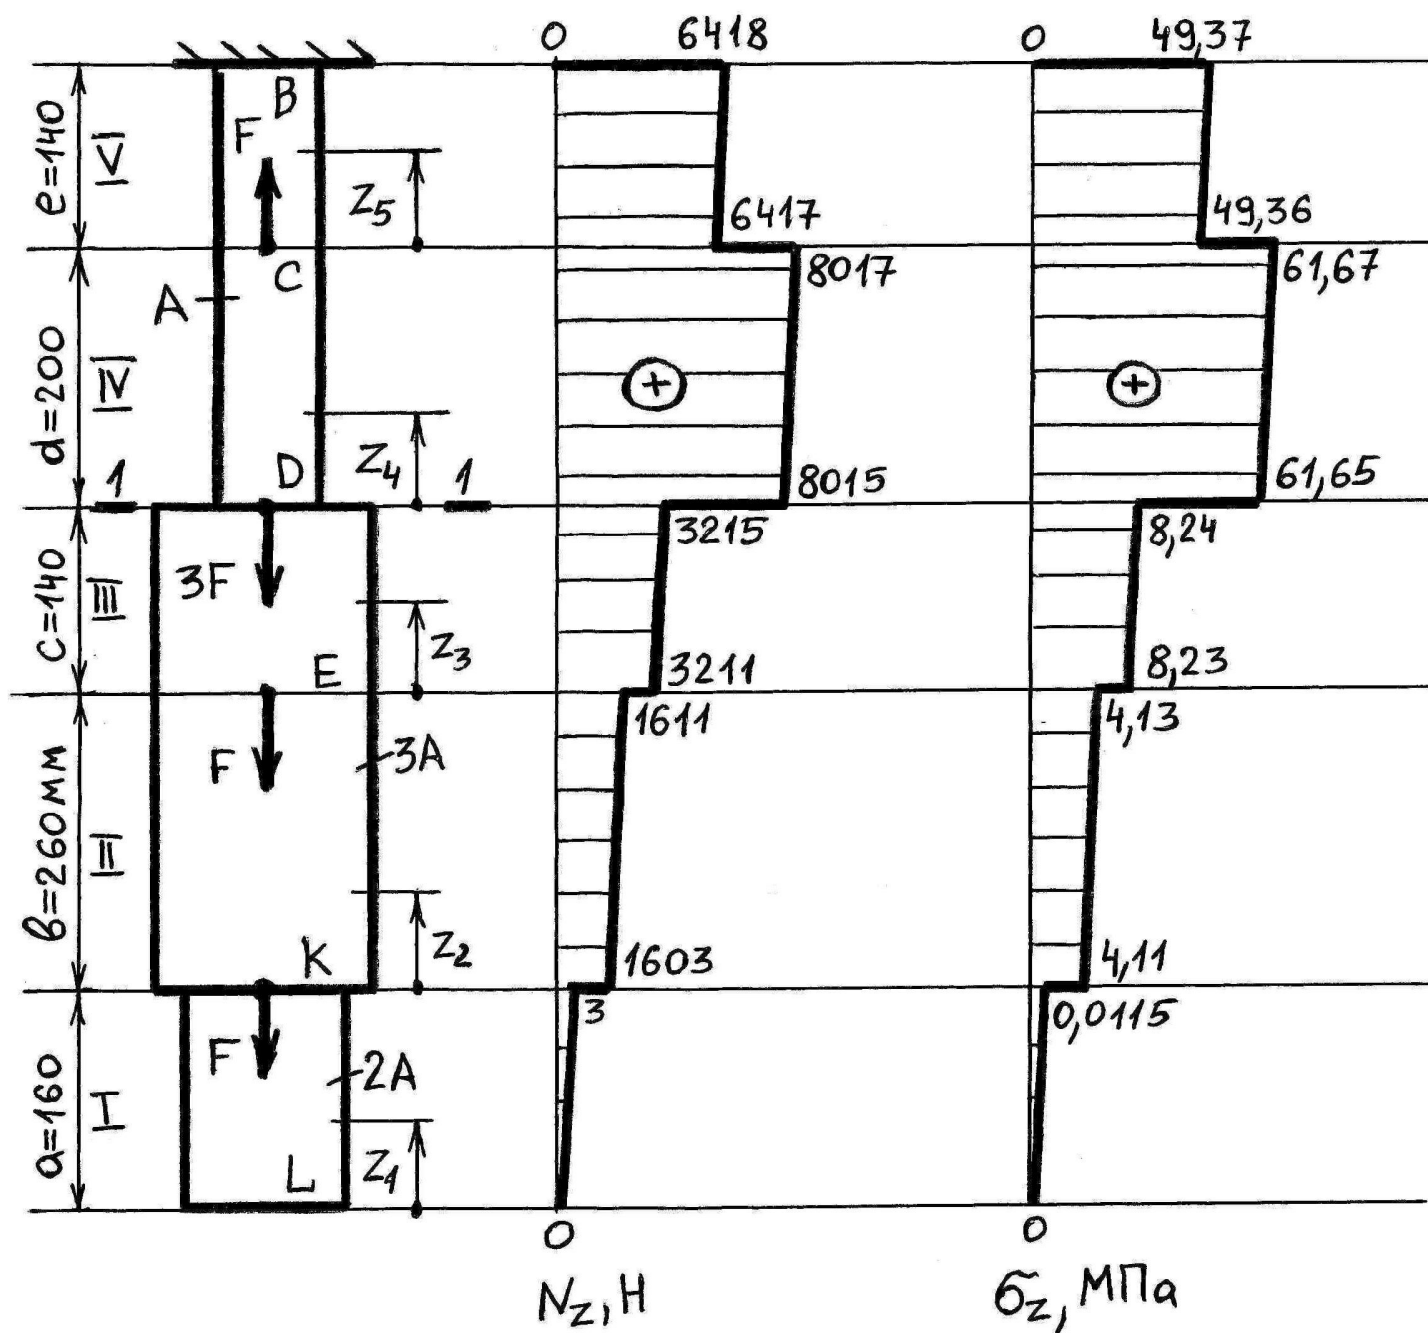 0 6418 0 49,37
B
F
e=140
V
Z5
6417
49,36
C
8017
61,67
A
d=200
IV
+
+
Z4
D
1
1
8015
61,65
3215
8,24
3F
c=140
III
Z3
E
3211
8,23
1611
4,13
F
3A
в=260мм
II
K
Z2
1603
4,11
3
0,0115
F
2A
a=160
I
L
Z1
0
0
Nz, Н
σz, МПа